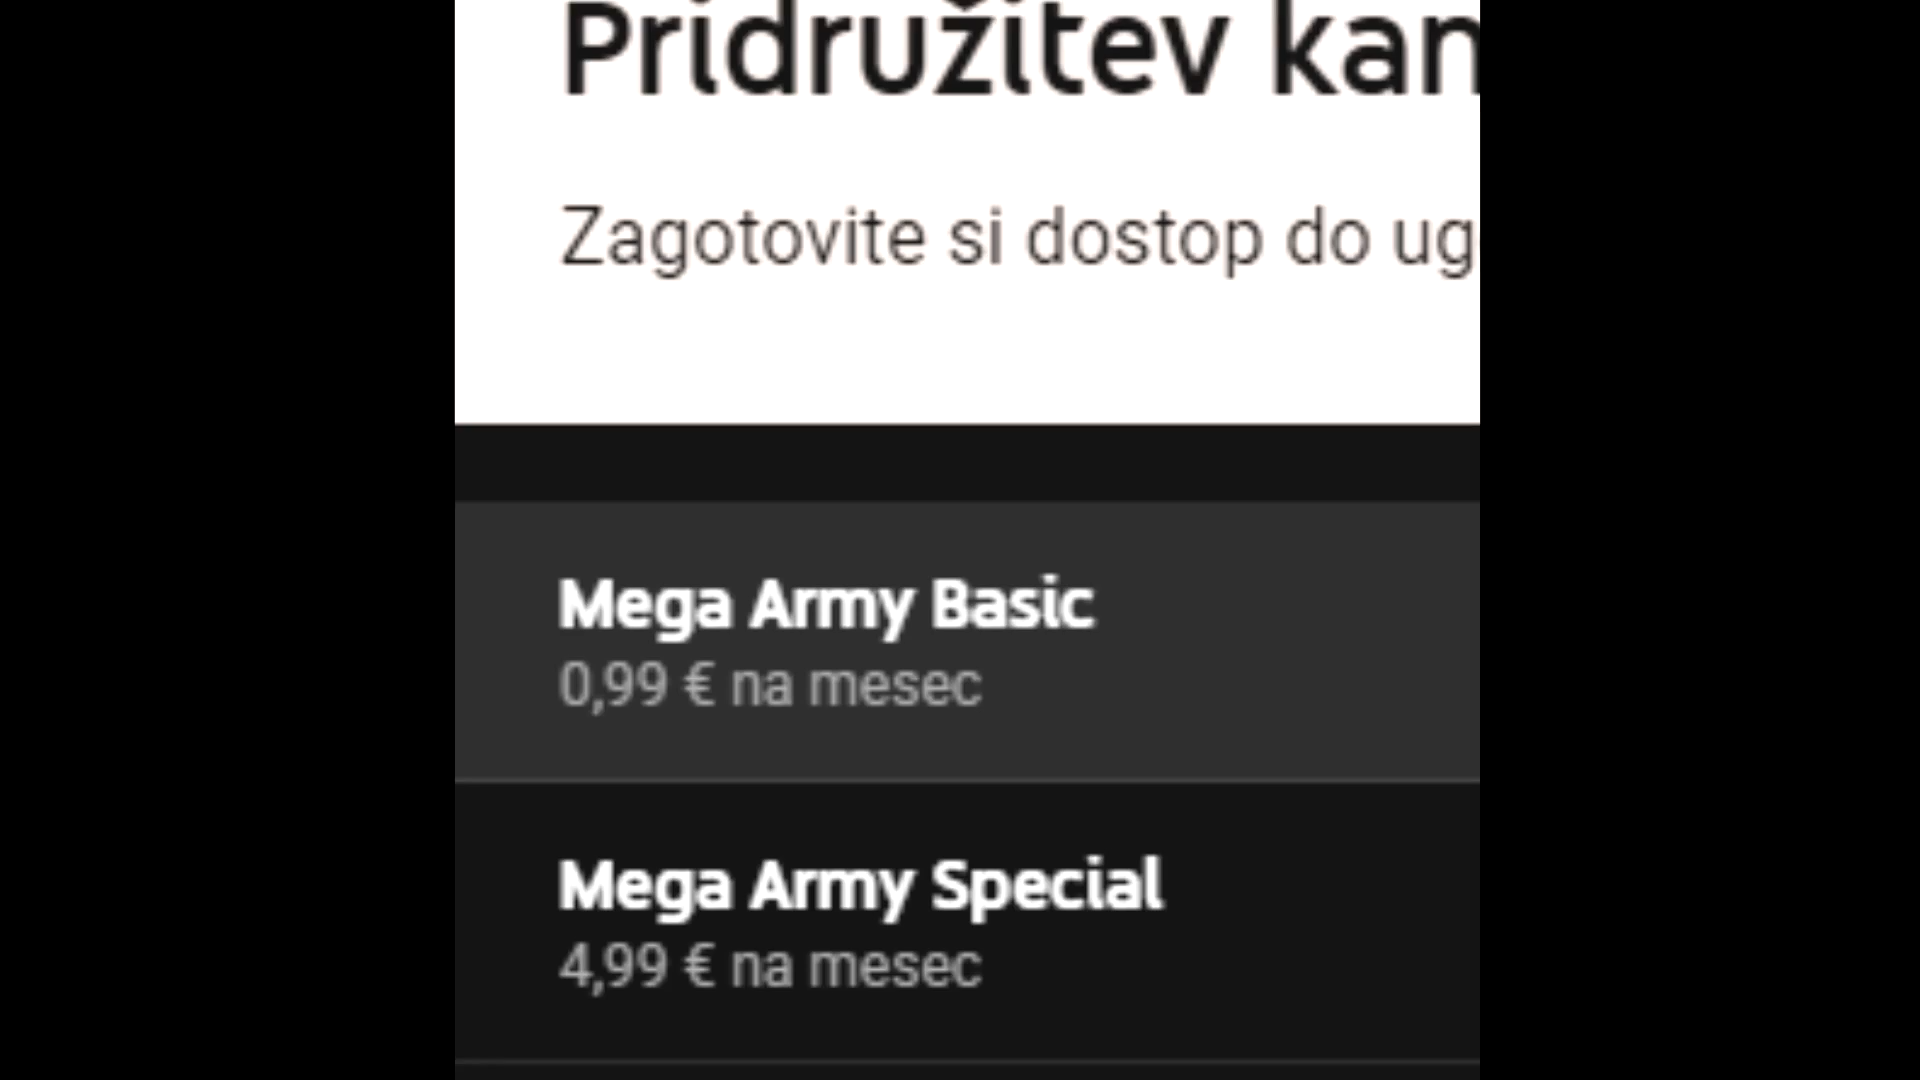 Pridružitev kan
Zagotovite si dostop do ug
Mega Army Basic
0,99 € na mesec
Mega Army Special
4,99 € na mesec